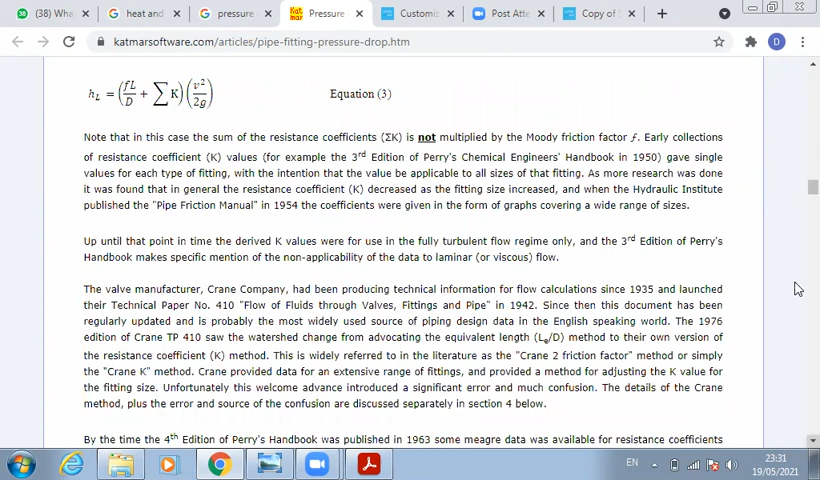 (38) Wha
heat and
pressure
Kat mar
Pressure
Customiz
Post Atte
Copy of
katmarsoftware.com/articles/pipe-fitting-pressure-drop.htm
D
h_L = (fL/D + ∑ K)(v²/2g) Equation (3)
Note that in this case the sum of the resistance coefficients (ΣK) is not multiplied by the Moody friction factor f. Early collections
of resistance coefficient (K) values (for example the 3rd Edition of Perry's Chemical Engineers' Handbook in 1950) gave single
values for each type of fitting, with the intention that the value be applicable to all sizes of that fitting. As more research was done
it was found that in general the resistance coefficient (K) decreased as the fitting size increased, and when the Hydraulic Institute
published the "Pipe Friction Manual" in 1954 the coefficients were given in the form of graphs covering a wide range of sizes.
Up until that point in time the derived K values were for use in the fully turbulent flow regime only, and the 3rd Edition of Perry's
Handbook makes specific mention of the non-applicability of the data to laminar (or viscous) flow.
The valve manufacturer, Crane Company, had been producing technical information for flow calculations since 1935 and launched
their Technical Paper No. 410 "Flow of Fluids through Valves, Fittings and Pipe" in 1942. Since then this document has been
regularly updated and is probably the most widely used source of piping design data in the English speaking world. The 1976
edition of Crane TP 410 saw the watershed change from advocating the equivalent length (Le/D) method to their own version of
the resistance coefficient (K) method. This is widely referred to in the literature as the "Crane 2 friction factor" method or simply
the "Crane K" method. Crane provided data for an extensive range of fittings, and provided a method for adjusting the K value for
the fitting size. Unfortunately this welcome advance introduced a significant error and much confusion. The details of the Crane
method, plus the error and source of the confusion are discussed separately in section 4 below.
By the time the 4th Edition of Perry's Handbook was published in 1963 some meagre data was available for resistance coefficients
EN
23:31
19/05/2021